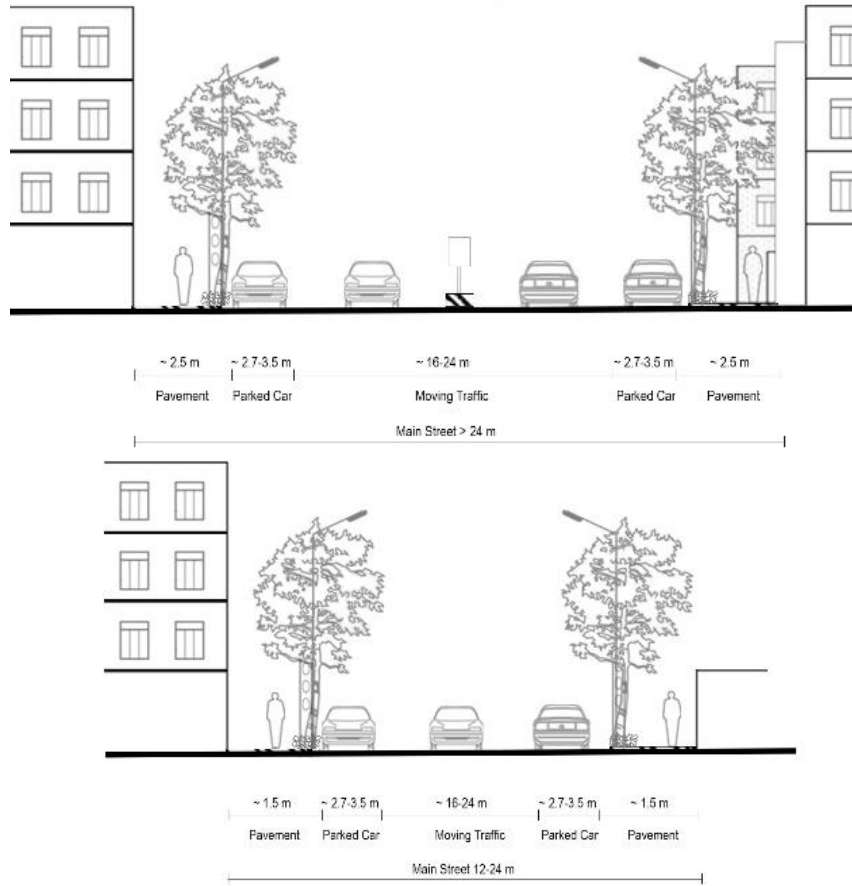 ~ 2.5 m ~ 2.7-3.5 m ~ 16-24 m ~ 2.7-3.5 m ~ 2.5 m
Pavement Parked Car Moving Traffic Parked Car Pavement
Main Street > 24 m
~ 1.5 m ~ 2.7-3.5 m ~ 16-24 m ~ 2.7-3.5 m ~ 1.5 m
Pavement Parked Car Moving Traffic Parked Car Pavement
Main Street 12-24 m